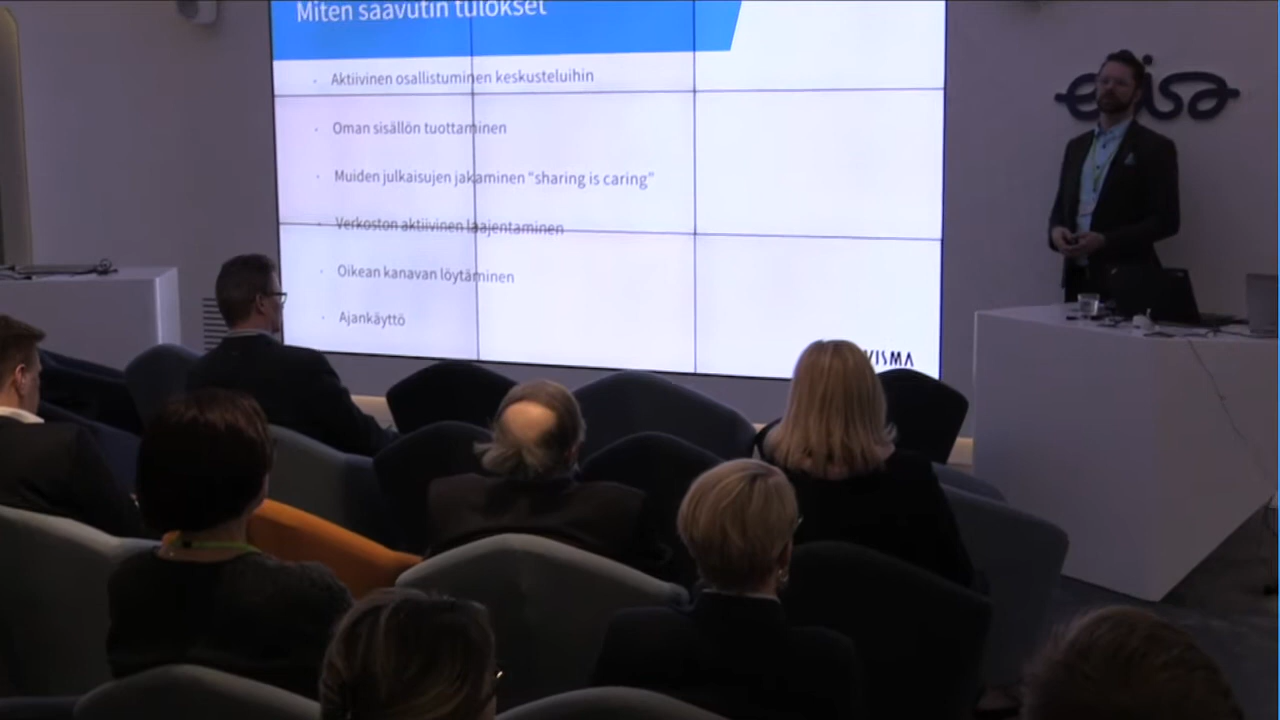 Miten saavutin tulokset
· Aktiivinen osallistuminen keskusteluihin
· Oman sisällön tuottaminen
· Muiden julkaisujen jakaminen "sharing is caring"
· Verkoston aktiivinen laajentaminen
· Oikean kanavan löytäminen
· Ajankäyttö
VISMA
elisa